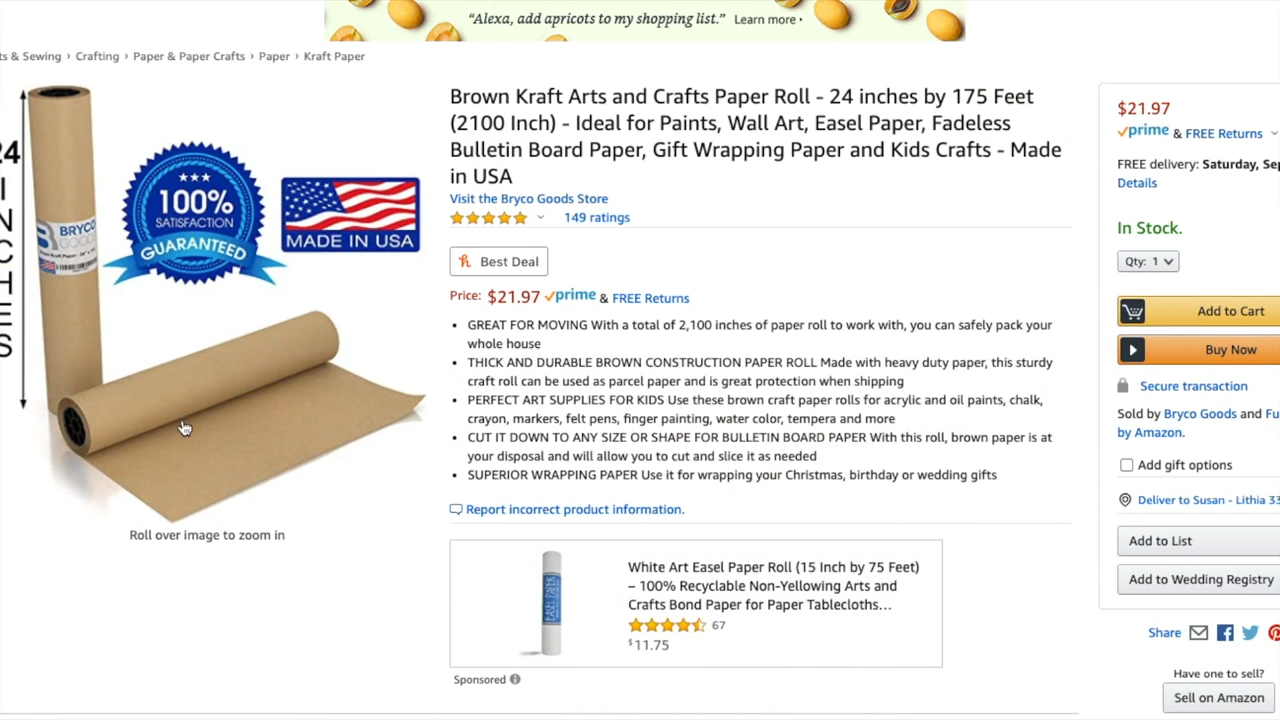 “Alexa, add apricots to my shopping list.” Learn more ›
ts & Sewing › Crafting › Paper & Paper Crafts › Paper › Kraft Paper
24
INCHES
BRYCO
GOODS
100%
SATISFACTION
GUARANTEED
MADE IN USA
Roll over image to zoom in
Brown Kraft Arts and Crafts Paper Roll - 24 inches by 175 Feet
(2100 Inch) - Ideal for Paints, Wall Art, Easel Paper, Fadeless
Bulletin Board Paper, Gift Wrapping Paper and Kids Crafts - Made
in USA
Visit the Bryco Goods Store
149 ratings
Best Deal
Price: $21.97 prime & FREE Returns
• GREAT FOR MOVING With a total of 2,100 inches of paper roll to work with, you can safely pack your
whole house
• THICK AND DURABLE BROWN CONSTRUCTION PAPER ROLL Made with heavy duty paper, this sturdy
craft roll can be used as parcel paper and is great protection when shipping
• PERFECT ART SUPPLIES FOR KIDS Use these brown craft paper rolls for acrylic and oil paints, chalk,
crayon, markers, felt pens, finger painting, water color, tempera and more
• CUT IT DOWN TO ANY SIZE OR SHAPE FOR BULLETIN BOARD PAPER With this roll, brown paper is at
your disposal and will allow you to cut and slice it as needed
• SUPERIOR WRAPPING PAPER Use it for wrapping your Christmas, birthday or wedding gifts
Report incorrect product information.
EASEL PAPER
White Art Easel Paper Roll (15 Inch by 75 Feet)
– 100% Recyclable Non-Yellowing Arts and
Crafts Bond Paper for Paper Tablecloths…
67
$11.75
Sponsored
$21.97
prime & FREE Returns
FREE delivery: Saturday, Sep
Details
In Stock.
Qty: 1
Add to Cart
Buy Now
Secure transaction
Sold by Bryco Goods and Fu
by Amazon.
Add gift options
Deliver to Susan - Lithia 33
Add to List
Add to Wedding Registry
Share
Have one to sell?
Sell on Amazon